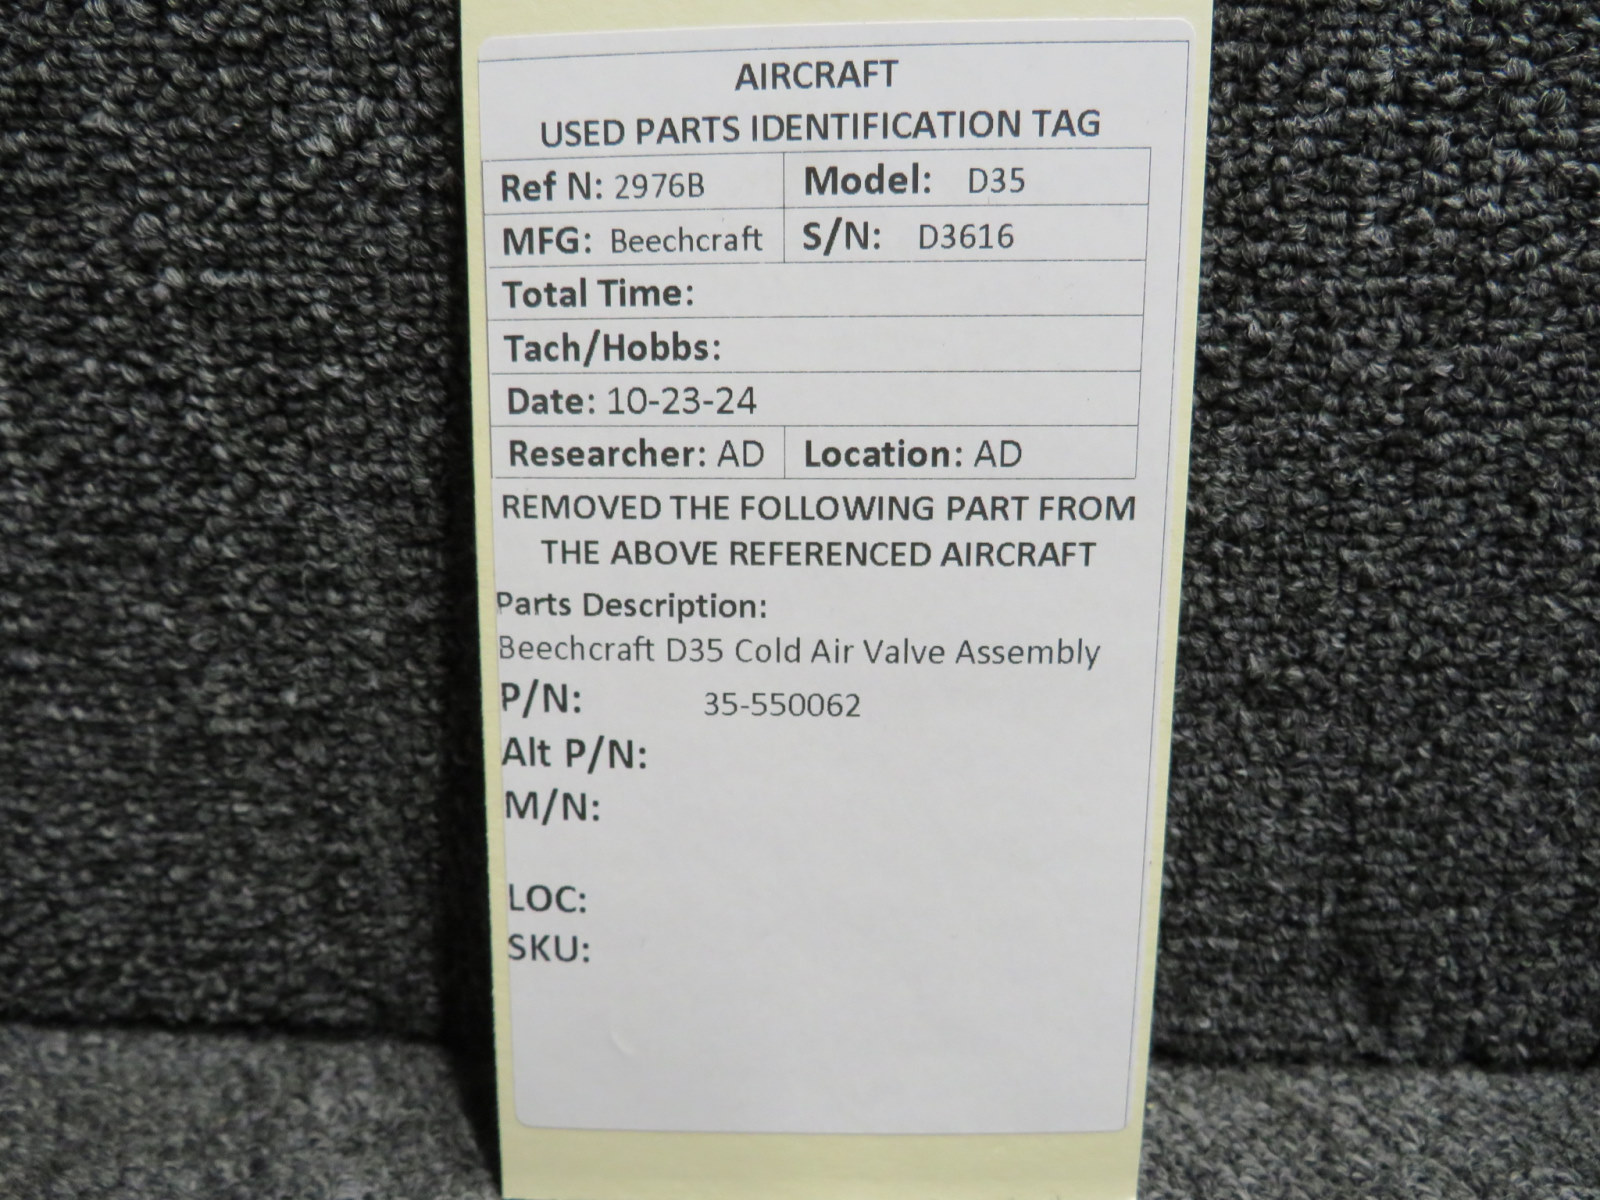 AIRCRAFT
USED PARTS IDENTIFICATION TAG
Ref N: 2976B Model: D35
MFG: Beechcraft S/N: D3616
Total Time:
Tach/Hobbs:
Date: 10-23-24
Researcher: AD Location: AD
REMOVED THE FOLLOWING PART FROM
THE ABOVE REFERENCED AIRCRAFT
Parts Description:
Beechcraft D35 Cold Air Valve Assembly
P/N: 35-550062
Alt P/N:
M/N:
LOC:
SKU: